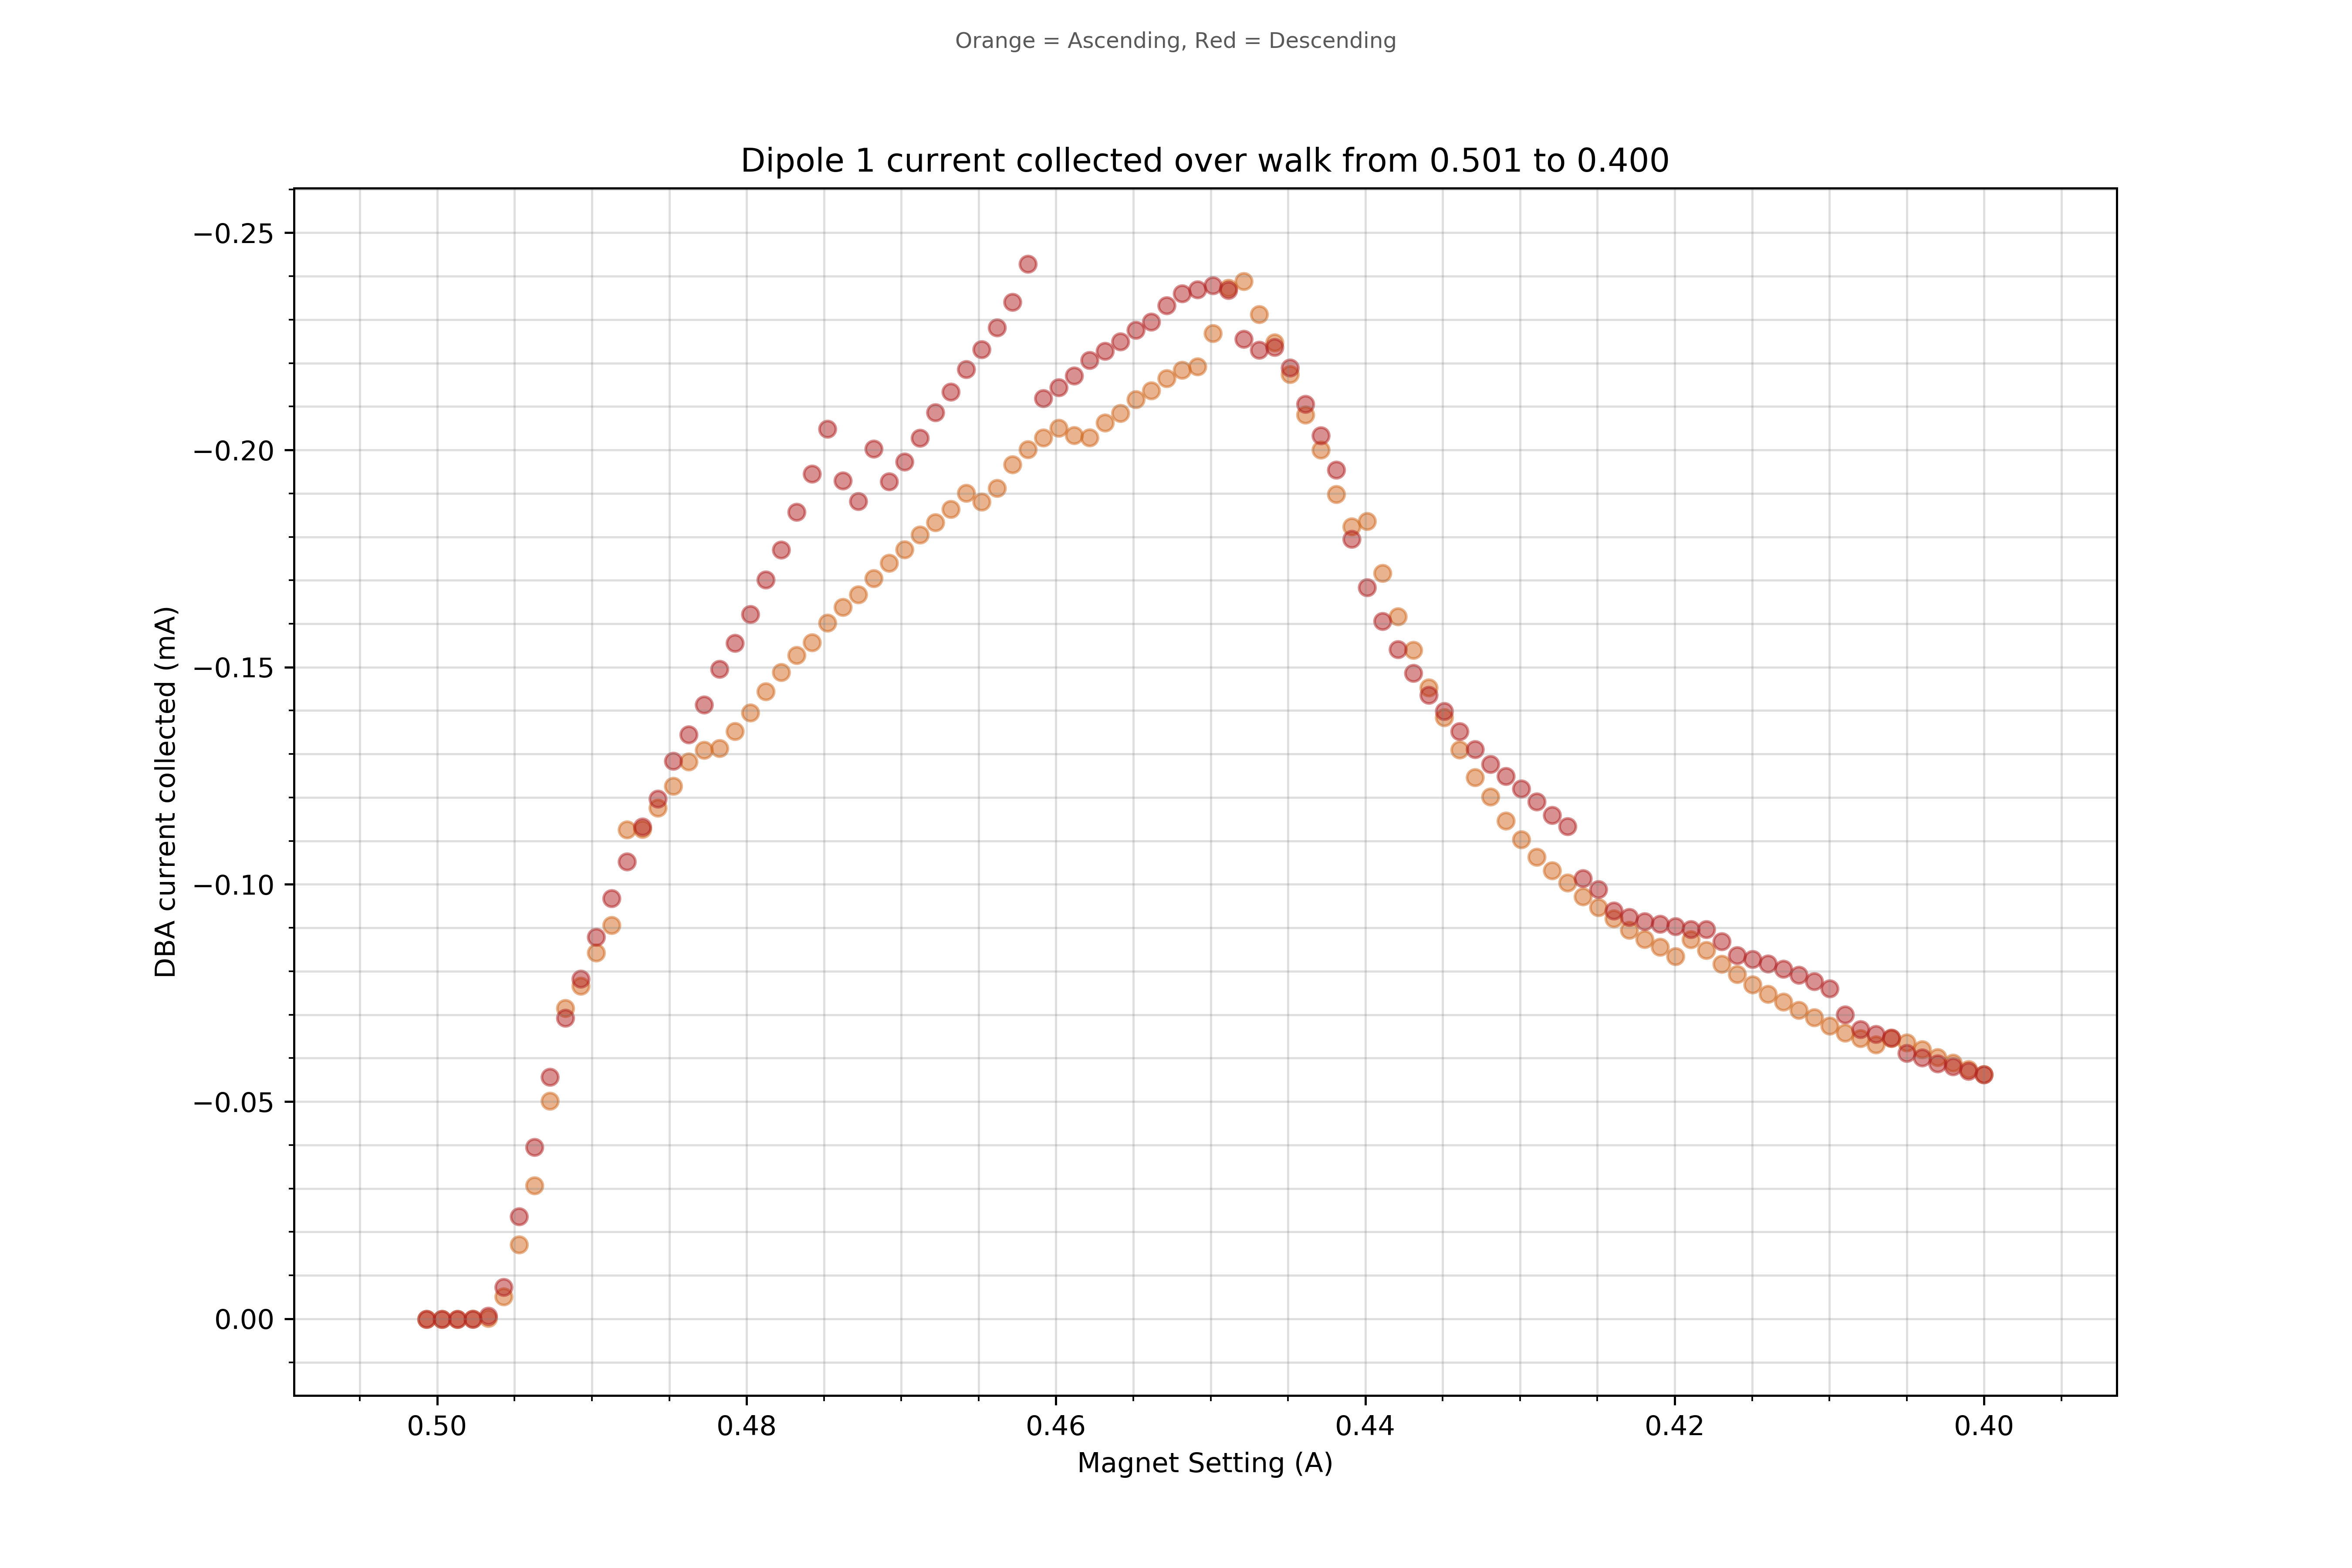 Orange = Ascending, Red = Descending
Dipole 1 current collected over walk from 0.501 to 0.400
DBA current collected (mA)
−0.25
−0.20
−0.15
−0.10
−0.05
0.00
0.50 0.48 0.46 0.44 0.42 0.40
Magnet Setting (A)